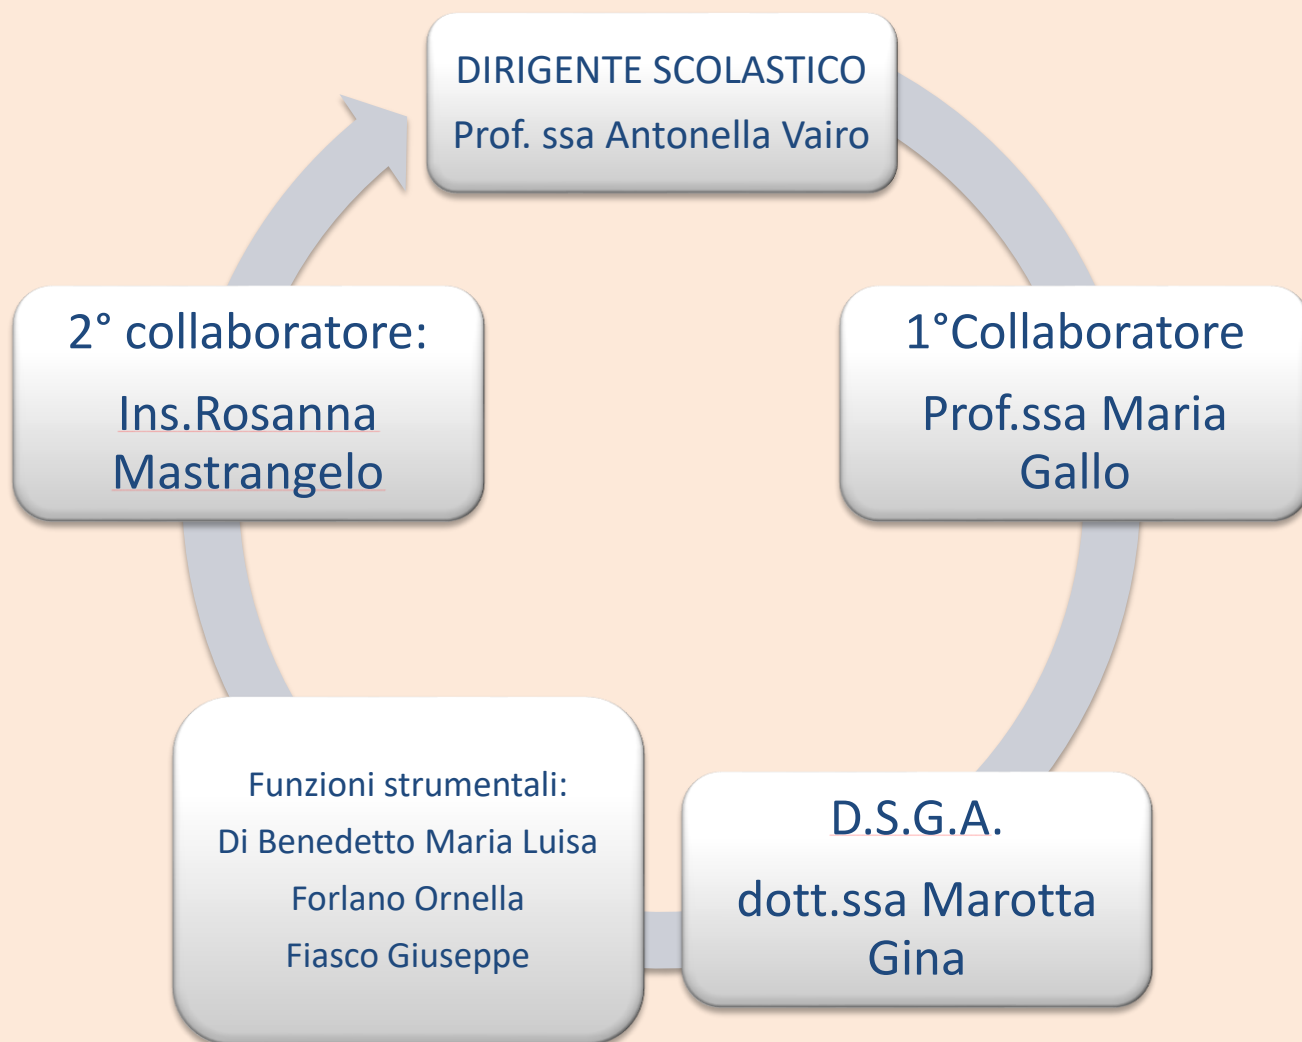 DIRIGENTE SCOLASTICO
Prof. ssa Antonella Vairo
1°Collaboratore
Prof.ssa Maria
Gallo
D.S.G.A.
dott.ssa Marotta
Gina
Funzioni strumentali:
Di Benedetto Maria Luisa
Forlano Ornella
Fiasco Giuseppe
2° collaboratore:
Ins.Rosanna
Mastrangelo